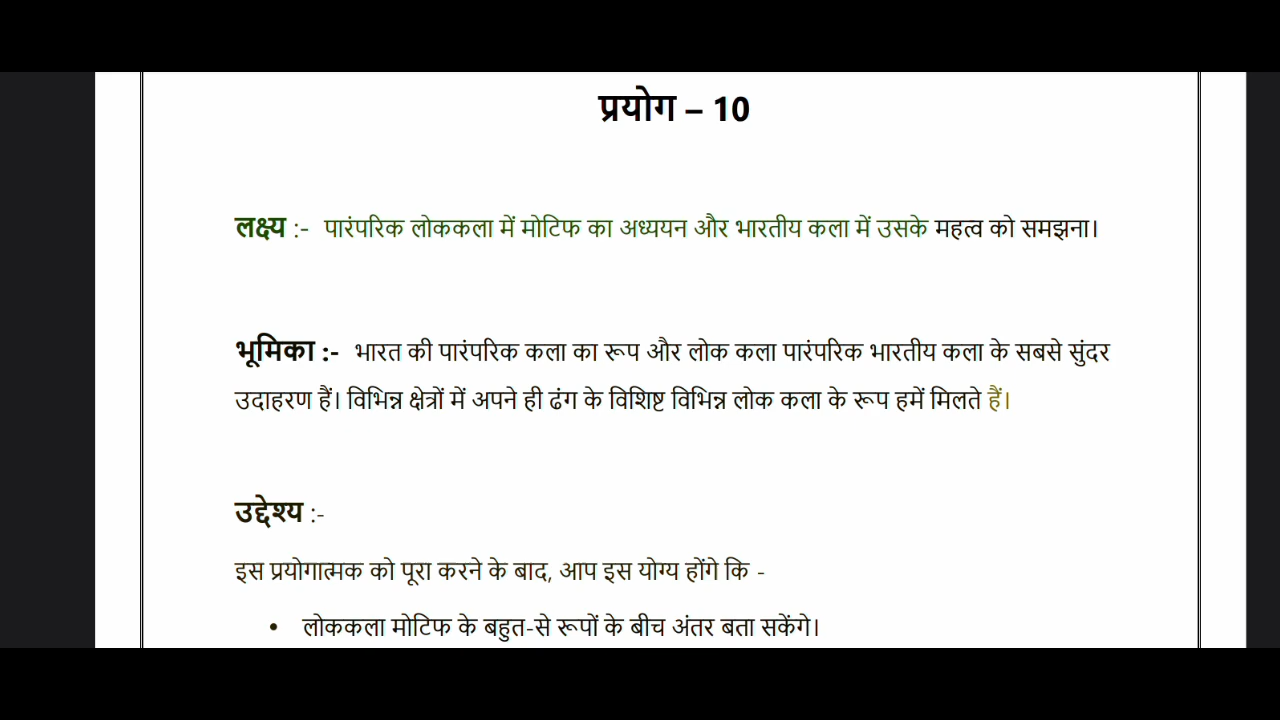 प्रयोग – 10
लक्ष्य :- पारंपरिक लोककला में मोटिफ का अध्ययन और भारतीय कला में उसके महत्व को समझना।
भूमिका :- भारत की पारंपरिक कला का रूप और लोक कला पारंपरिक भारतीय कला के सबसे सुंदर
उदाहरण हैं। विभिन्न क्षेत्रों में अपने ही ढंग के विशिष्ट विभिन्न लोक कला के रूप हमें मिलते हैं।
उद्देश्य :-
इस प्रयोगात्मक को पूरा करने के बाद, आप इस योग्य होंगे कि -
• लोककला मोटिफ के बहुत-से रूपों के बीच अंतर बता सकेंगे।